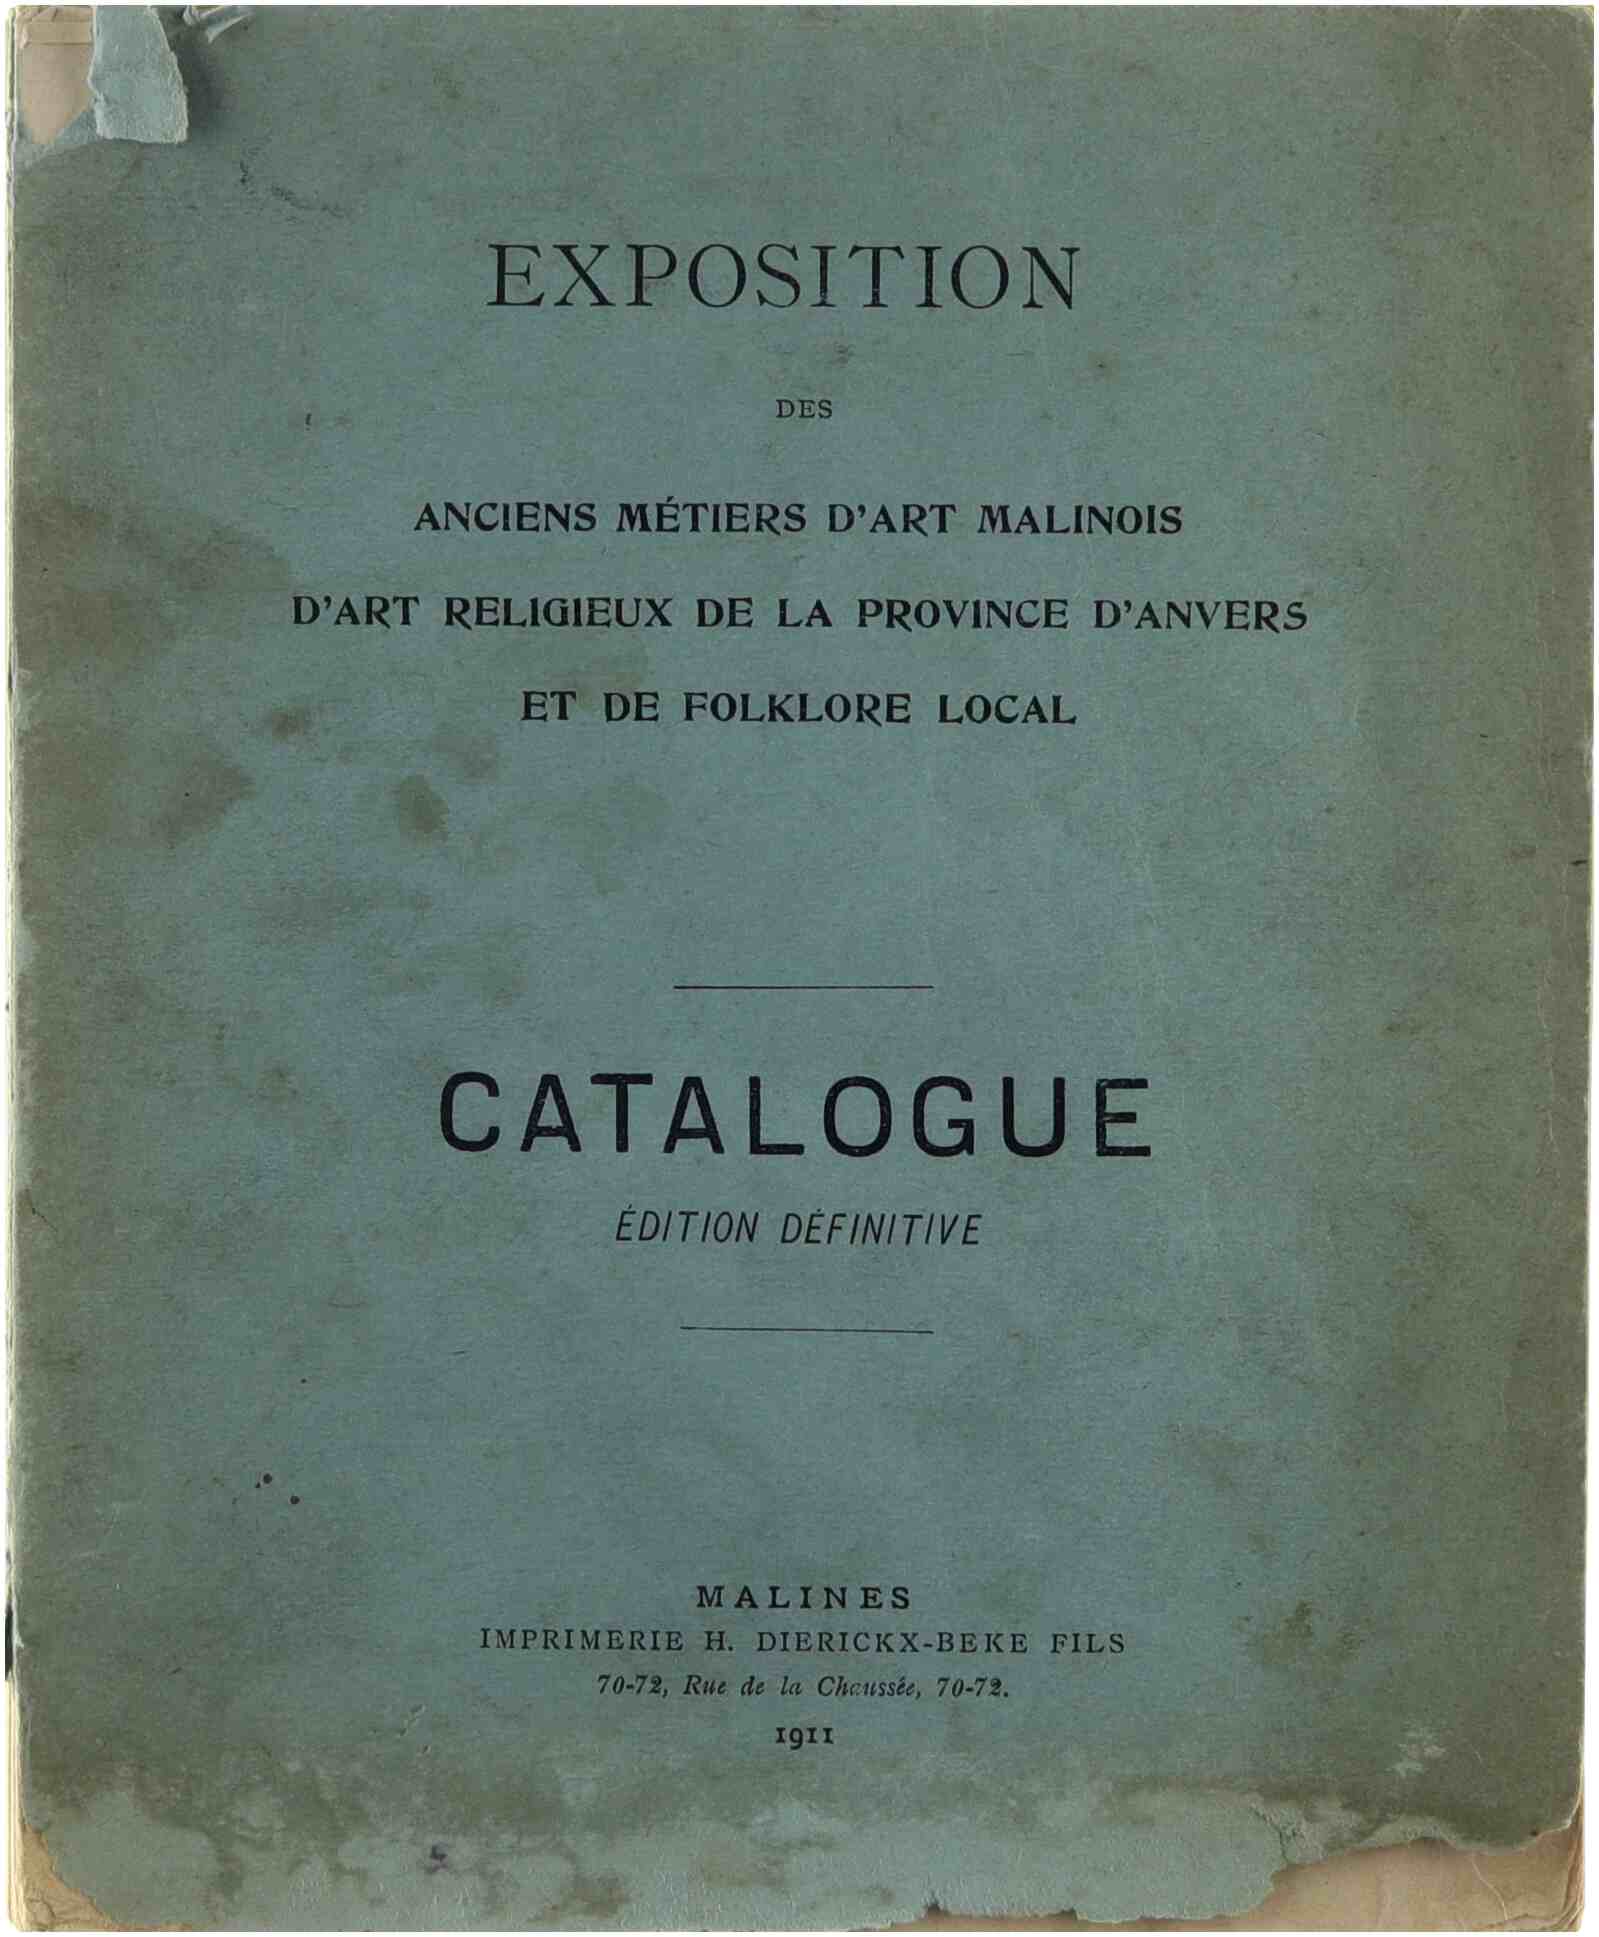 EXPOSITION
DES
ANCIENS MÉTIERS D'ART MALINOIS
D'ART RELIGIEUX DE LA PROVINCE D'ANVERS
ET DE FOLKLORE LOCAL
CATALOGUE
ÉDITION DÉFINITIVE
MALINES
IMPRIMERIE H. DIERICKX-BEKE FILS
70-72, Rue de la Chaussée, 70-72.
1911